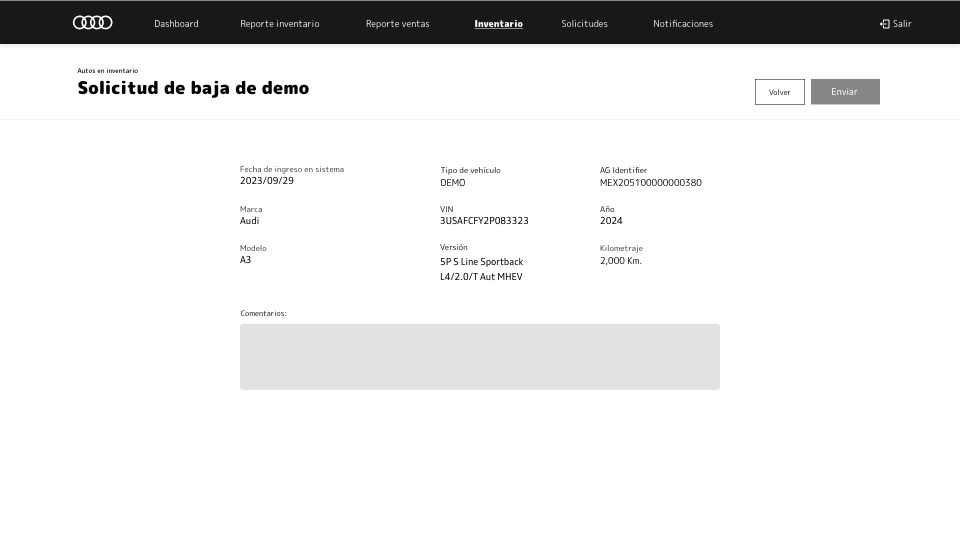 Dashboard
Reporte inventario
Reporte ventas
Inventario
Solicitudes
Notificaciones
Salir
Autos en inventario
Solicitud de baja de demo
Volver
Enviar
Fecha de ingreso en sistema
2023/09/29
Tipo de vehículo
DEMO
AG Identifier
MEX205100000000380
Marca
Audi
VIN
3USAFCFY2P083323
Año
2024
Modelo
A3
Versión
5P S Line Sportback
L4/2.0/T Aut MHEV
Kilometraje
2,000 Km.
Comentarios: